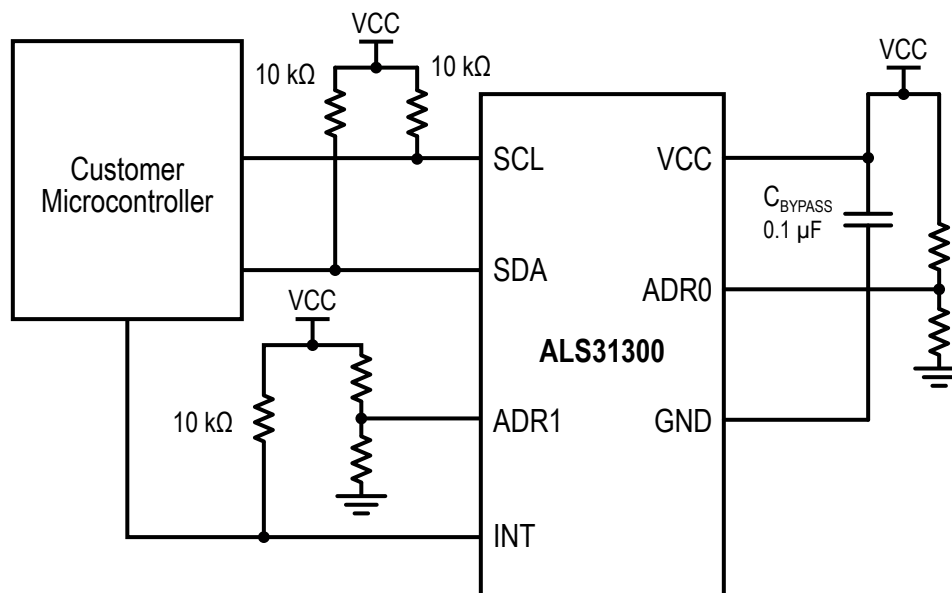 VCC
10 kΩ
10 kΩ
VCC
Customer
Microcontroller
SCL
VCC
C_BYPASS
0.1 µF
SDA
ADR0
VCC
ALS31300
10 kΩ
ADR1
GND
INT